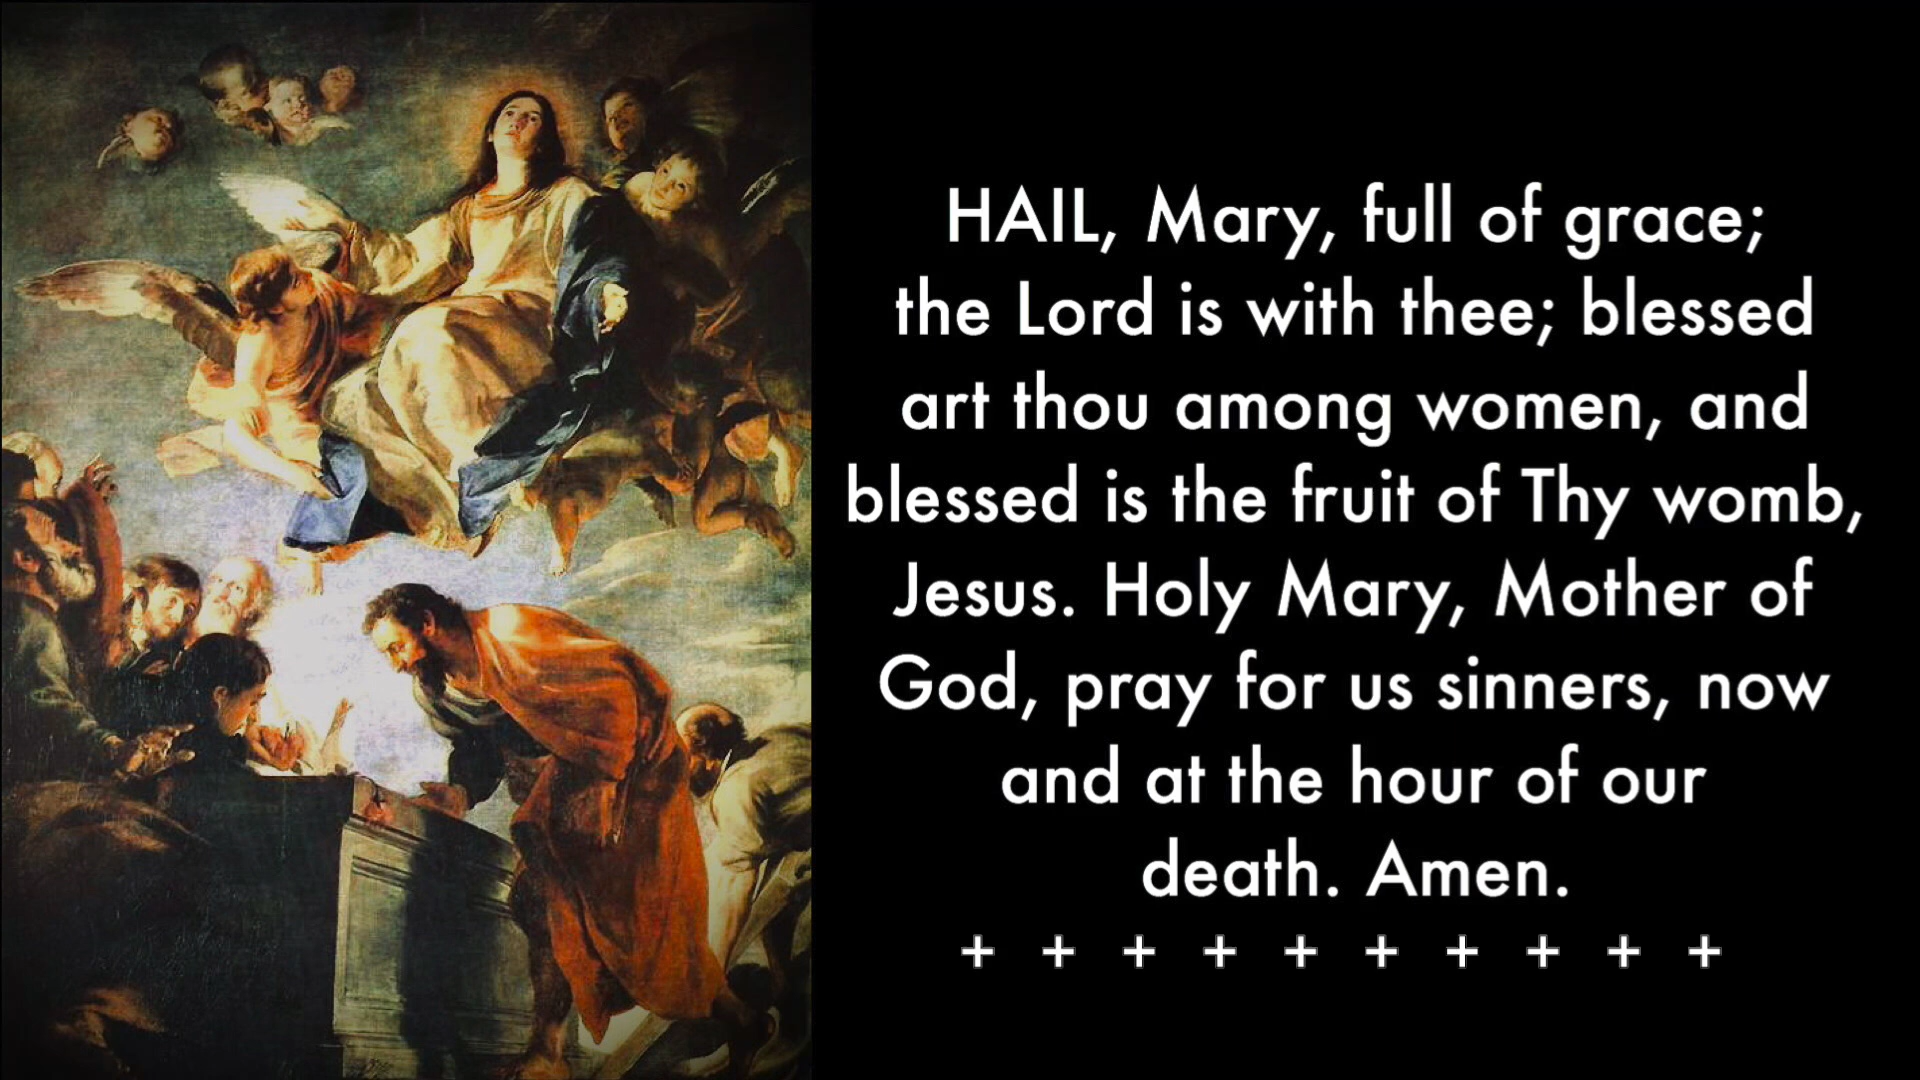 HAIL, Mary, full of grace;
the Lord is with thee; blessed
art thou among women, and
blessed is the fruit of Thy womb,
Jesus. Holy Mary, Mother of
God, pray for us sinners, now
and at the hour of our
death. Amen.
+ + + + + + + + + +